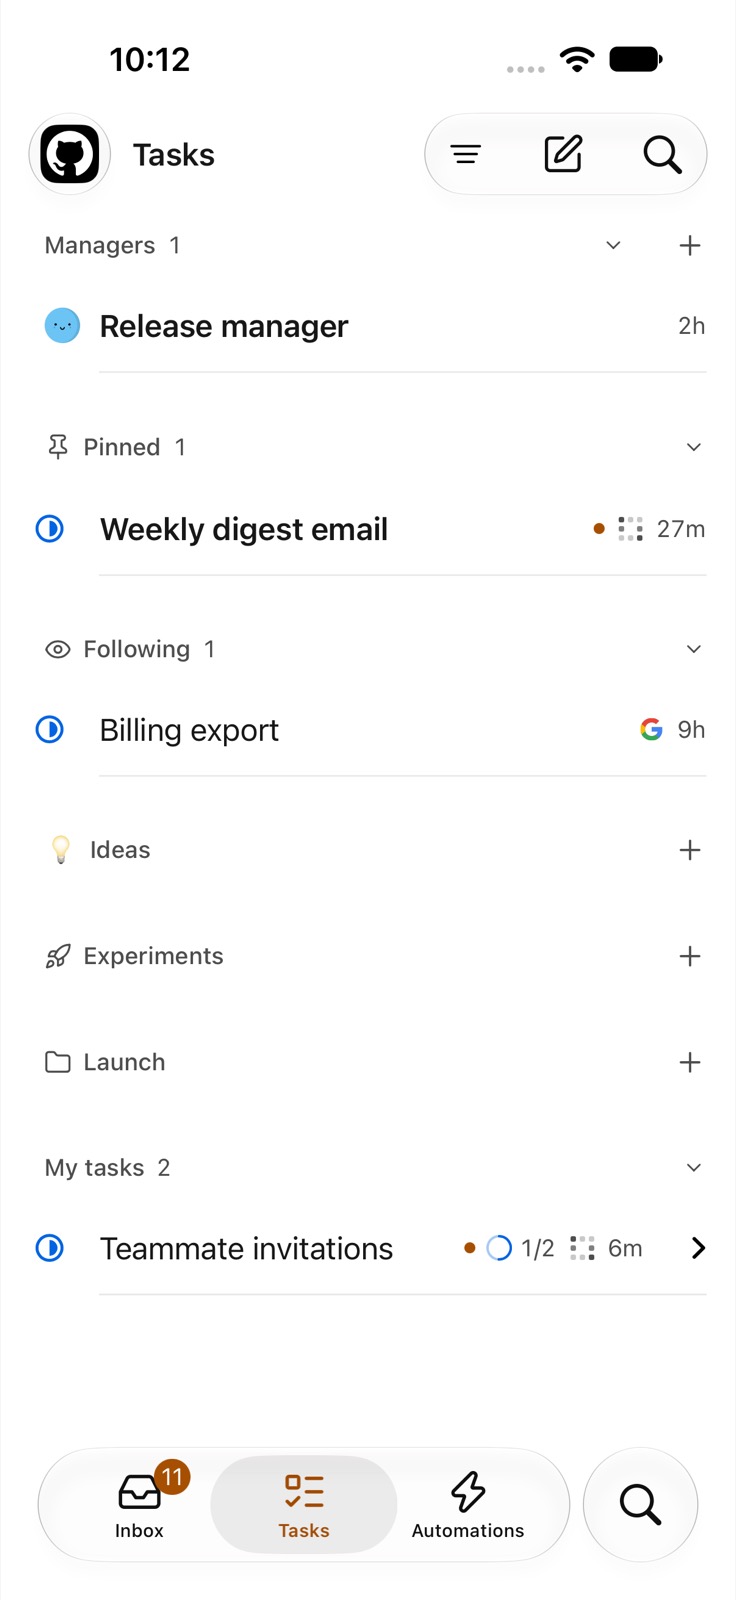 10:12
Tasks
Managers 1
Release manager 2h
Pinned 1
Weekly digest email 27m
Following 1
Billing export 9h
Ideas
Experiments
Launch
My tasks 2
Teammate invitations 1/2 6m
11
Inbox Tasks Automations